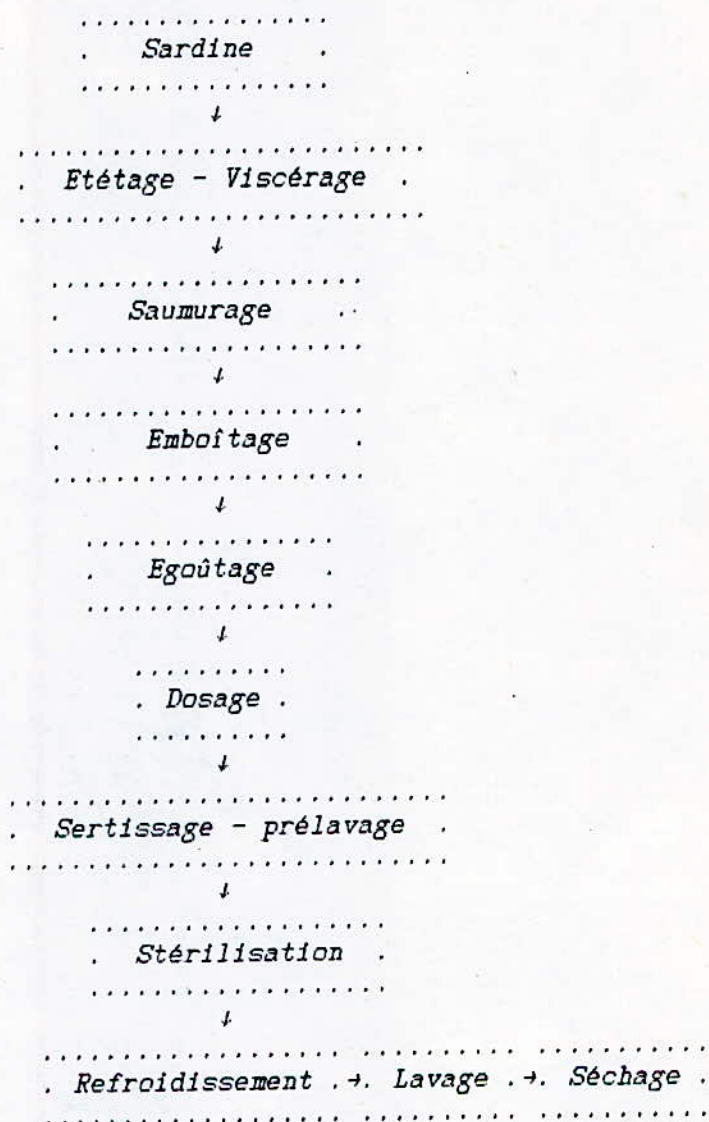 Sardine
↓
Etétage - Viscérage
↓
Saumurage
↓
Emboîtage
↓
Egoûtage
↓
Dosage
↓
Sertissage - prélavage
↓
Stérilisation
↓
Refroidissement → Lavage → Séchage